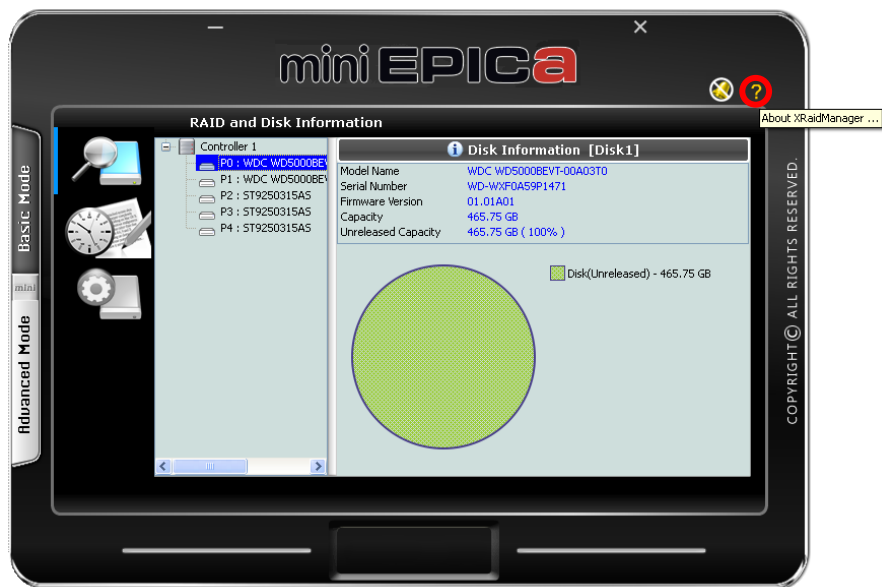 mini EPICa
About XRaidManager ...
RAID and Disk Information
Basic Mode
mini
Advanced Mode
Controller 1
P0 : WDC WD5000BEV
P1 : WDC WD5000BEV
P2 : ST9250315AS
P3 : ST9250315AS
P4 : ST9250315AS
Disk Information [Disk1]
Model Name WDC WD5000BEVT-00A03T0
Serial Number WD-WXF0A59P1471
Firmware Version 01.01A01
Capacity 465.75 GB
Unreleased Capacity 465.75 GB ( 100% )
Disk(Unreleased) - 465.75 GB
COPYRIGHT© ALL RIGHTS RESERVED.